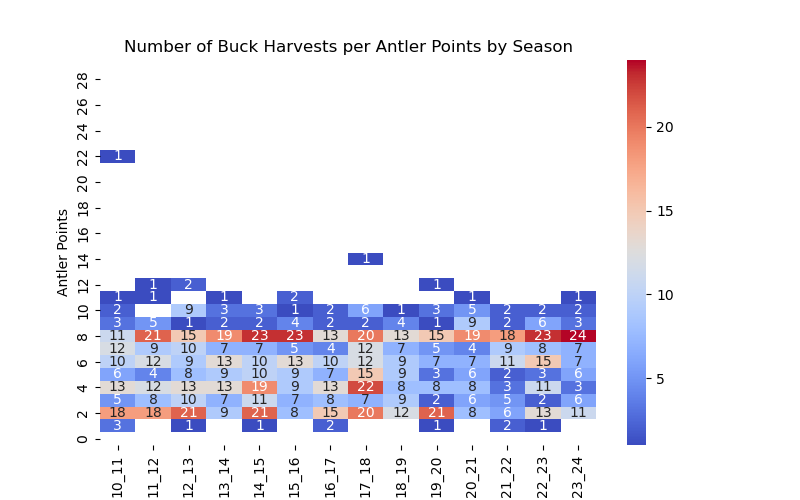 Number of Buck Harvests per Antler Points by Season
Antler Points
28
26
24
22 1
20
18
16
14 1
12 1 2 1
1 1 1 2 1 1
10 2 9 3 3 1 2 6 1 3 5 2 2 2
3 5 1 2 2 4 2 2 4 1 9 2 6 3
8 11 21 15 19 23 23 13 20 13 15 19 18 23 24
12 9 10 7 7 5 4 12 7 5 4 9 8 7
6 10 12 9 13 10 13 10 12 9 7 7 11 15 7
6 4 8 9 10 9 7 15 9 3 6 2 3 6
4 13 12 13 13 19 9 13 22 8 8 8 3 11 3
5 8 10 7 11 7 8 7 9 2 6 5 2 6
2 18 18 21 9 21 8 15 20 12 21 8 6 13 11
3 1 1 2 1 2 1
0
10_11 11_12 12_13 13_14 14_15 15_16 16_17 17_18 18_19 19_20 20_21 21_22 22_23 23_24
20
15
10
5